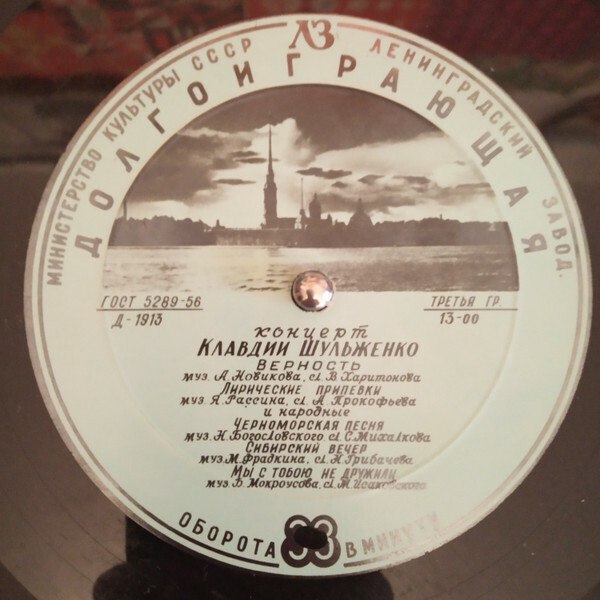 МИНИСТЕРСТВО КУЛЬТУРЫ СССР ЛЗ ЛЕНИНГРАДСКИЙ ЗАВОД.
ДОЛГОИГРАЮЩАЯ
ГОСТ 5289-56
Д-1913
ТРЕТЬЯ ГР.
13-00
КОНЦЕРТ
КЛАВДИИ ШУЛЬЖЕНКО
ВЕРНОСТЬ
муз. А.Новикова, сл. В.Харитонова
ЛИРИЧЕСКИЕ ПРИПЕВКИ
муз. Я.Рассина, сл. А.Прокофьева
и народные
ЧЕРНОМОРСКАЯ ПЕСНЯ
муз. Н.Богословского сл. С.Михалкова
СИБИРСКИЙ ВЕЧЕР
муз. М.Фрадкина, сл. Н.Грибачева
МЫ С ТОБОЮ НЕ ДРУЖИЛИ
муз Б.Мокроусова, сл. М.Исаковского.
ОБОРОТА 33 В МИНУТУ